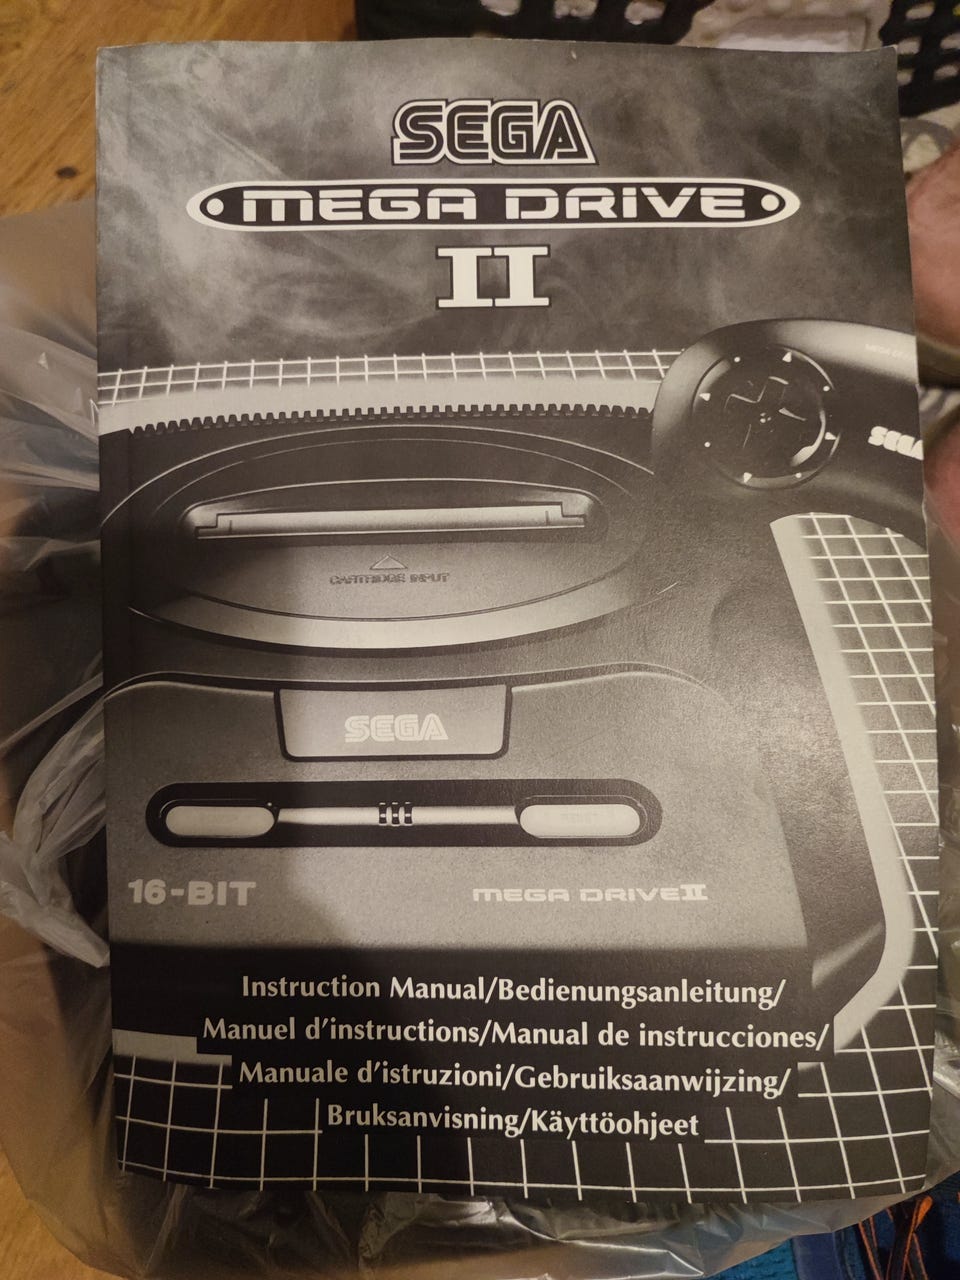 SEGA
MEGA DRIVE
II
SEGA
CARTRIDGE INPUT
SEGA
16-BIT
MEGA DRIVE II
Instruction Manual/Bedienungsanleitung/
Manuel d'instructions/Manual de instrucciones/
Manuale d'istruzioni/Gebruiksaanwijzing/
Bruksanvisning/Käyttöohjeet